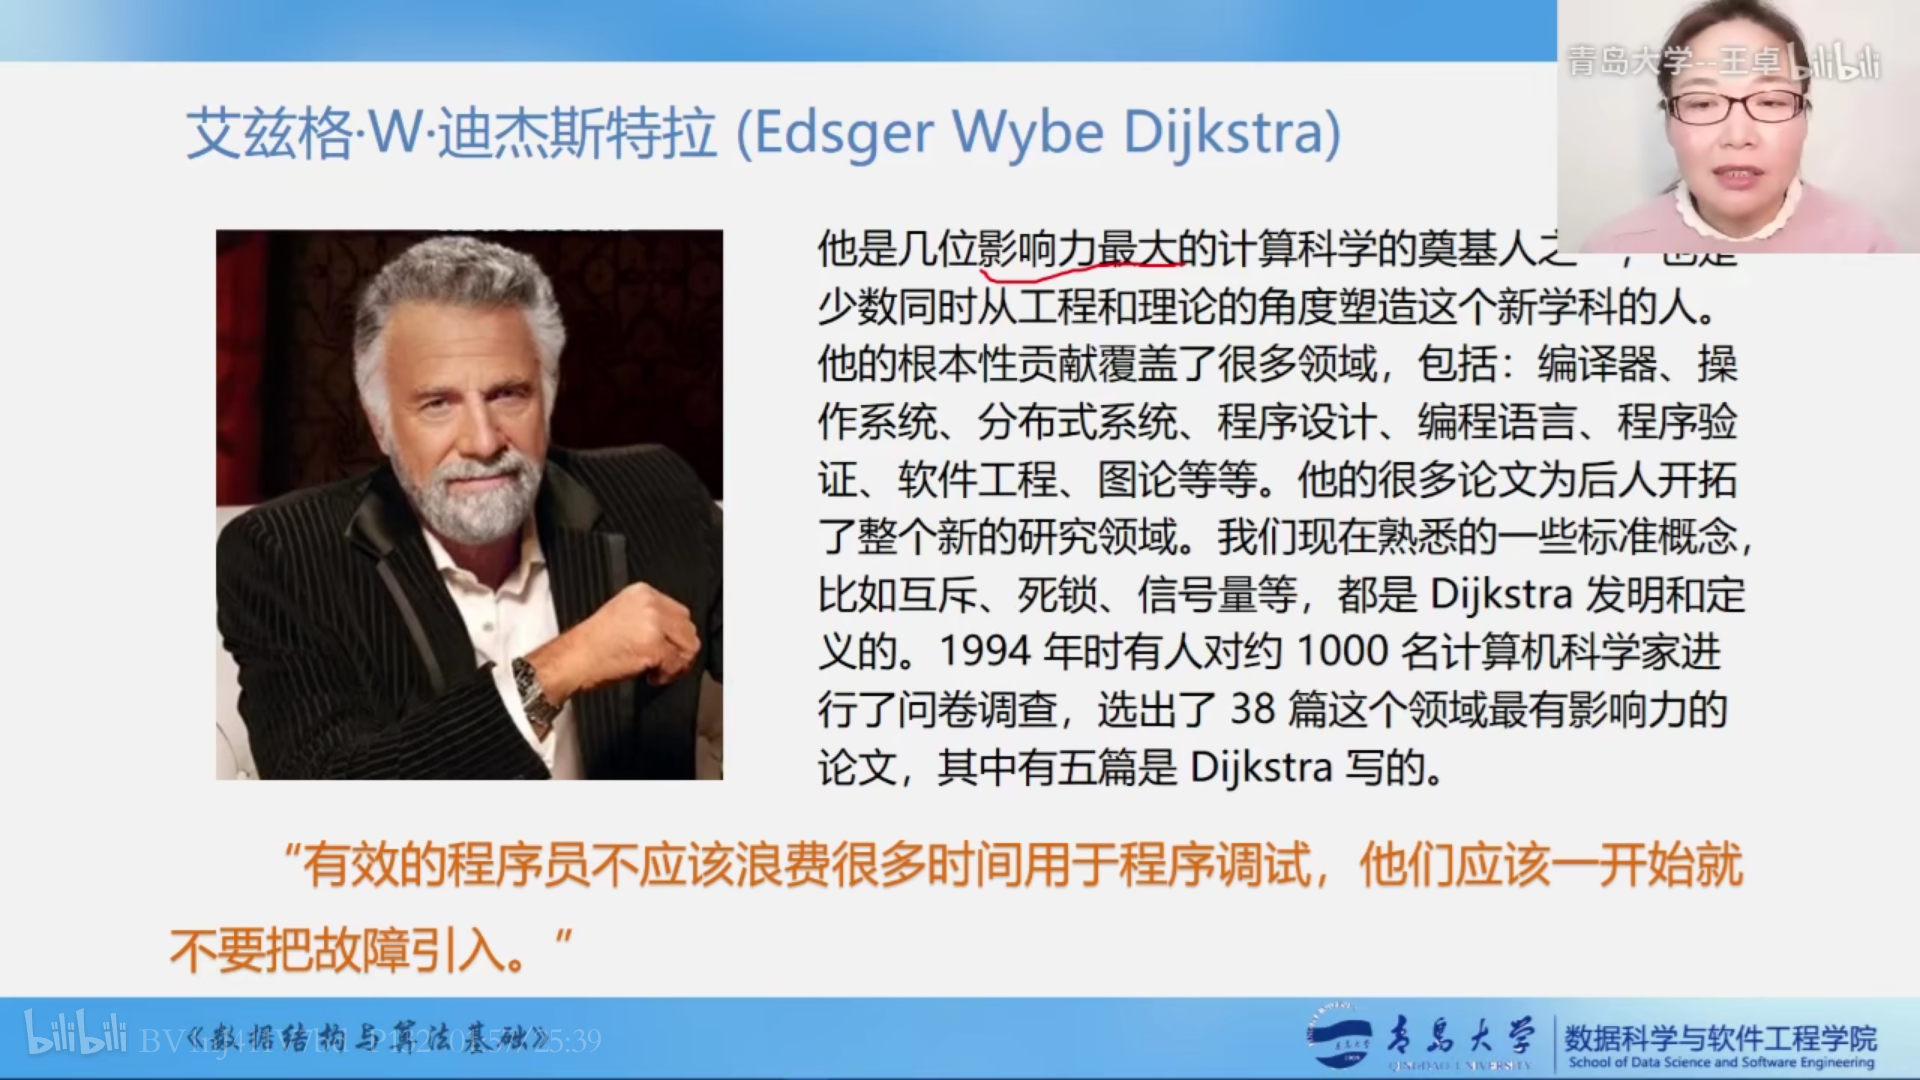 青岛大学--王卓 bilibili
艾兹格·W·迪杰斯特拉 (Edsger Wybe Dijkstra)
他是几位影响力最大的计算科学的奠基人之
少数同时从工程和理论的角度塑造这个新学科的人。
他的根本性贡献覆盖了很多领域，包括：编译器、操
作系统、分布式系统、程序设计、编程语言、程序验
证、软件工程、图论等等。他的很多论文为后人开拓
了整个新的研究领域。我们现在熟悉的一些标准概念，
比如互斥、死锁、信号量等，都是 Dijkstra 发明和定
义的。1994 年时有人对约 1000 名计算机科学家进
行了问卷调查，选出了 38 篇这个领域最有影响力的
论文，其中有五篇是 Dijkstra 写的。
“有效的程序员不应该浪费很多时间用于程序调试，他们应该一开始就
不要把故障引入。”
bilibili
《数据结构与算法基础》
青岛大学
QINGDAO UNIVERSITY
数据科学与软件工程学院
School of Data Science and Software Engineering